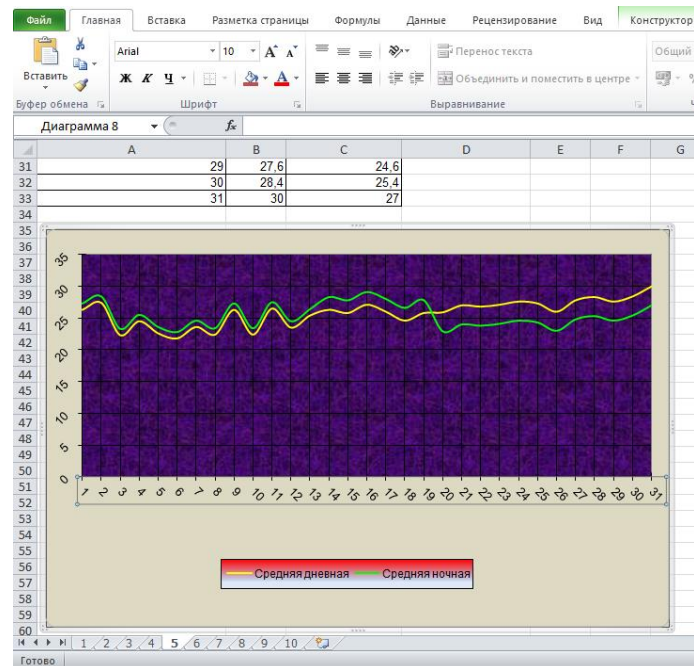 Файл Главная Вставка Разметка страницы Формулы Данные Рецензирование Вид Конструктор
Вставить
Arial 10
Ж К Ч
Перенос текста
Объединить и поместить в центре
Общий
Буфер обмена Шрифт Выравнивание
Диаграмма 8 fx
A B C D E F G
31 29 27,6 24,6
32 30 28,4 25,4
33 31 30 27
34
35
36
37
38
39
40
41
42
43
44
45
46
47
48
49
50
51
52
53
54
55
56
57
58
59
60
35
30
25
20
15
10
5
0
1 2 3 4 5 6 7 8 9 10 11 12 13 14 15 16 17 18 19 20 21 22 23 24 25 26 27 28 29 30 31
Средняя дневная Средняя ночная
1 2 3 4 5 6 7 8 9 10
Готово